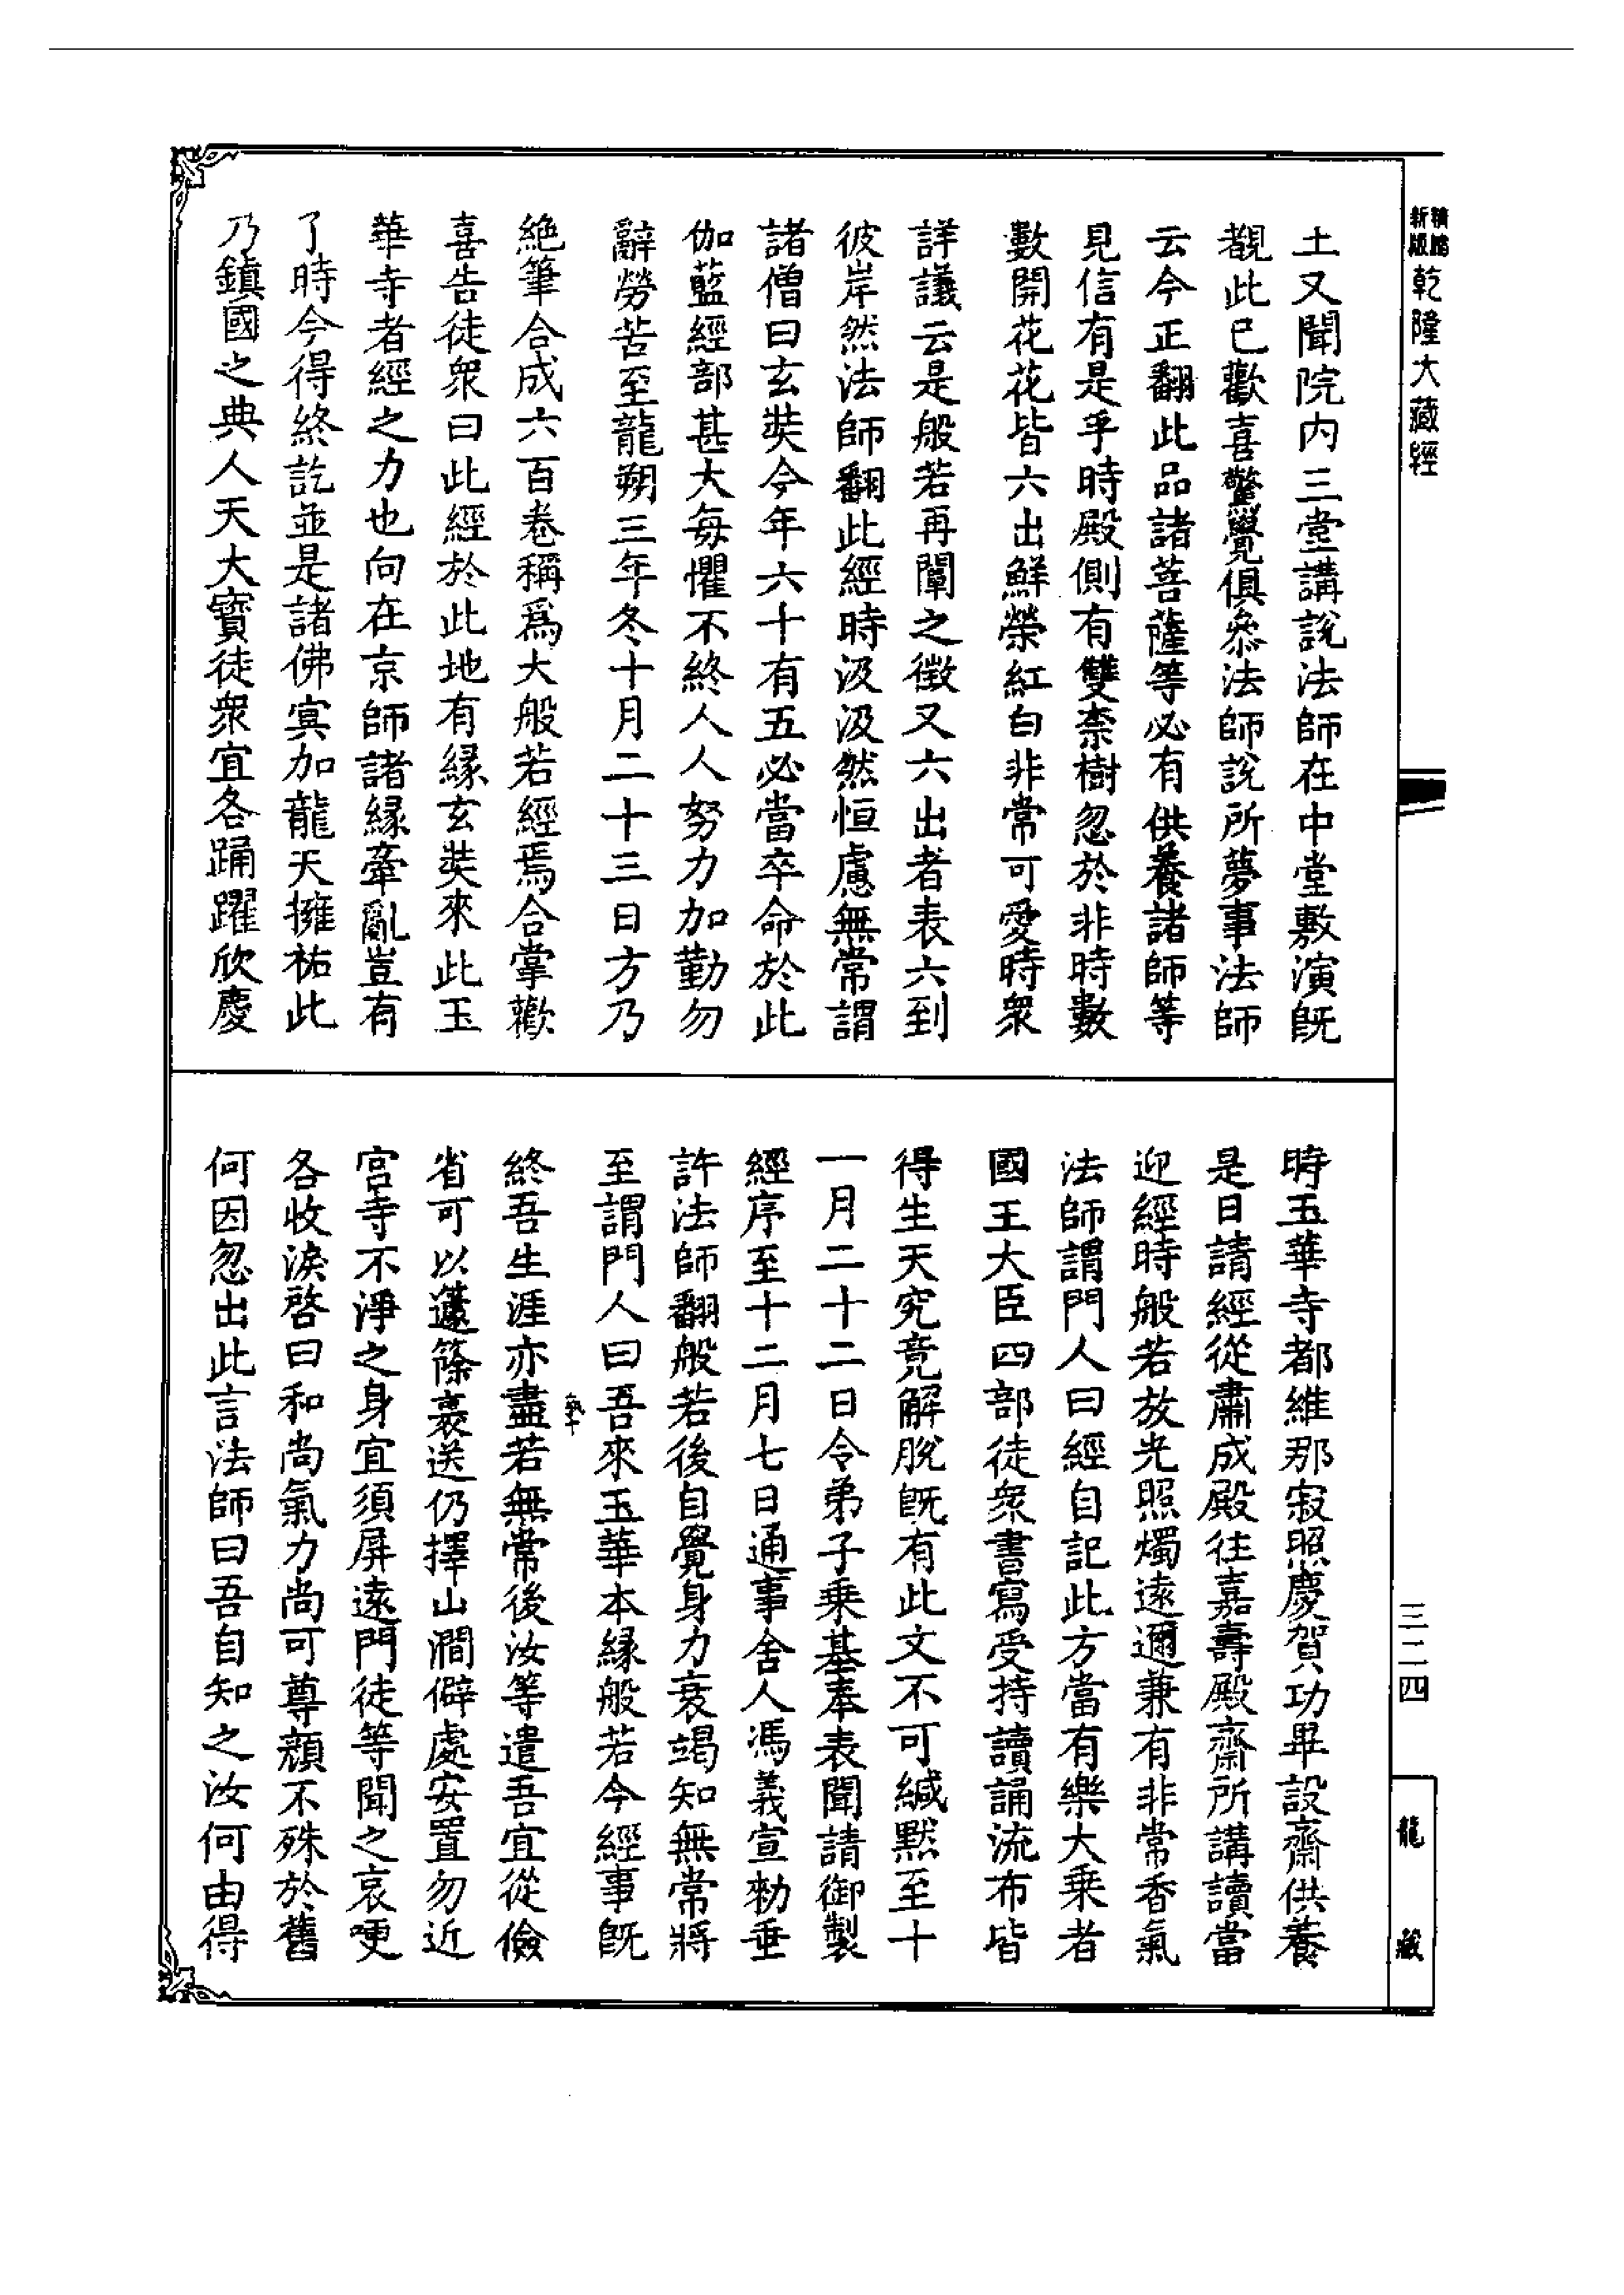 新版 精縮 乾隆大藏經
土又聞院内三堂講說法師在中堂敷演旣
覩此已歡喜驚覺俱叅法師說所夢事法師
云今正翻此品諸菩薩等必有供養諸師等
見信有是乎時殿側有雙柰樹忽於非時數
數開花花皆六出鮮榮紅白非常可愛時衆
詳議云是般若再闡之徵又六出者表六到
彼岸然法師翻此經時汲汲然恒慮無常謂
諸僧曰玄奘今年六十有五必當卒命於此
伽藍經部甚大每懼不終人人努力加勤勿
辭勞苦至龍朔三年冬十月二十三日方乃
絶筆合成六百卷稱爲大般若經焉合掌歡
喜告徒衆曰此經於此地有緣玄奘來此玉
華寺者經之力也向在京師諸緣牽亂豈有
了時今得終訖並是諸佛寘加龍天擁祐此
乃鎮國之典人天大寳徒衆宜各踊躍欣慶
時玉華寺都維那寂照慶賀功畢設齋供養
是日請經從肅成殿往嘉壽殿齋所講讀當
迎經時般若放光照燭遠邇兼有非常香氣
法師謂門人曰經自記此方當有樂大乗者
國王大臣四部徒衆書寫受持讀誦流布皆
得生天究竟解脫旣有此文不可緘默至十
一月二十二日令弟子乗基奉表聞請御製
經序至十二月七日通事舍人馮義宣勑垂
許法師翻般若後自覺身力衰竭知無常將
至謂門人曰吾來玉華本緣般若今經事旣
終吾生涯亦盡若無常後汝等遣吾宜從儉
省可以蘧篨裹送仍擇山澗僻處安置勿近
宮寺不淨之身宜須屏遠門徒等聞之哀哽
各收淚啓曰和尚氣力尚可尊顏不殊於舊
何因忽出此言法師曰吾自知之汝何由得
三二四
龍藏